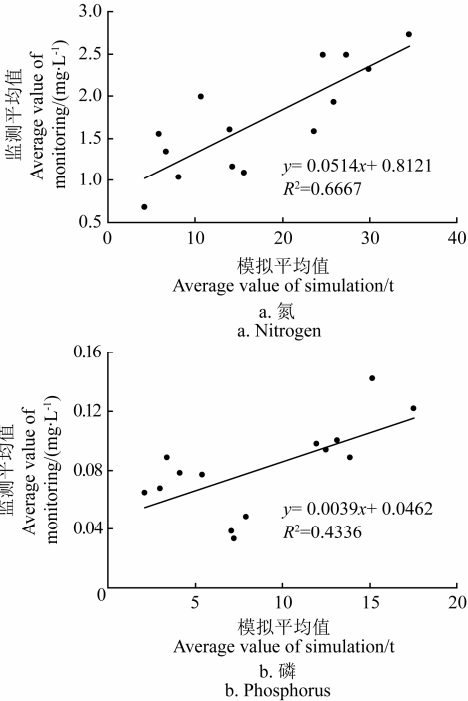 3.0
2.5
2.0
1.5
1.0
0.5
0
10
20
30
40
监测平均值
Average value of
monitoring/(mg·L⁻¹)
y= 0.0514x+ 0.8121
R²=0.6667
模拟平均值
Average value of simulation/t
a. 氮
a. Nitrogen
0.16
0.12
0.08
0.04
0
5
10
15
20
监测平均值
Average value of
monitoring/(mg·L⁻¹)
y= 0.0039x+ 0.0462
R²=0.4336
模拟平均值
Average value of simulation/t
b. 磷
b. Phosphorus